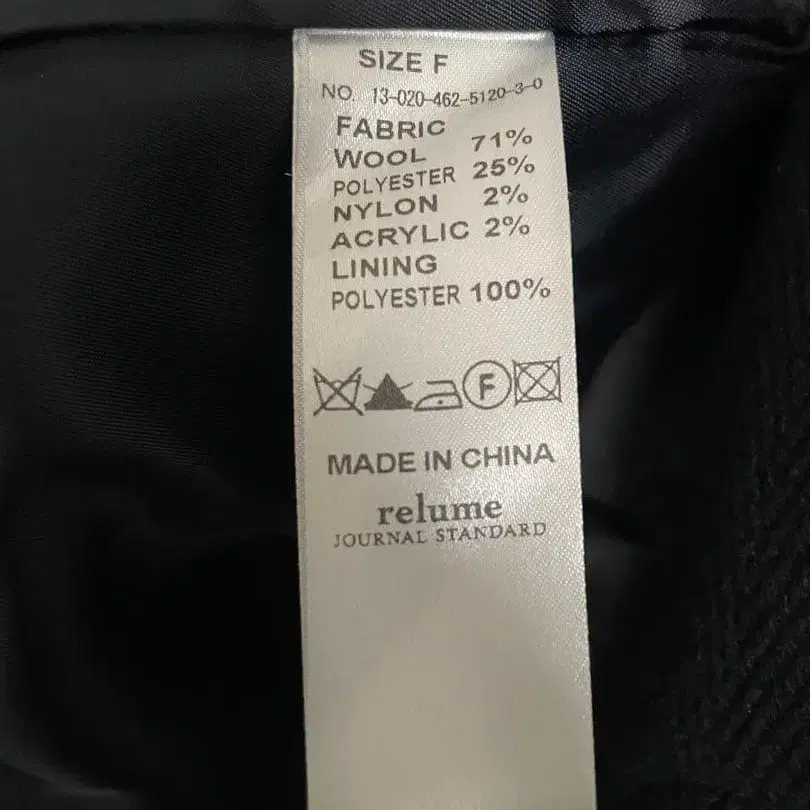 SIZE F
NO. 13-020-462-5120-3-0
FABRIC
WOOL 71%
POLYESTER 25%
NYLON 2%
ACRYLIC 2%
LINING
POLYESTER 100%
F
MADE IN CHINA
relume
JOURNAL STANDARD